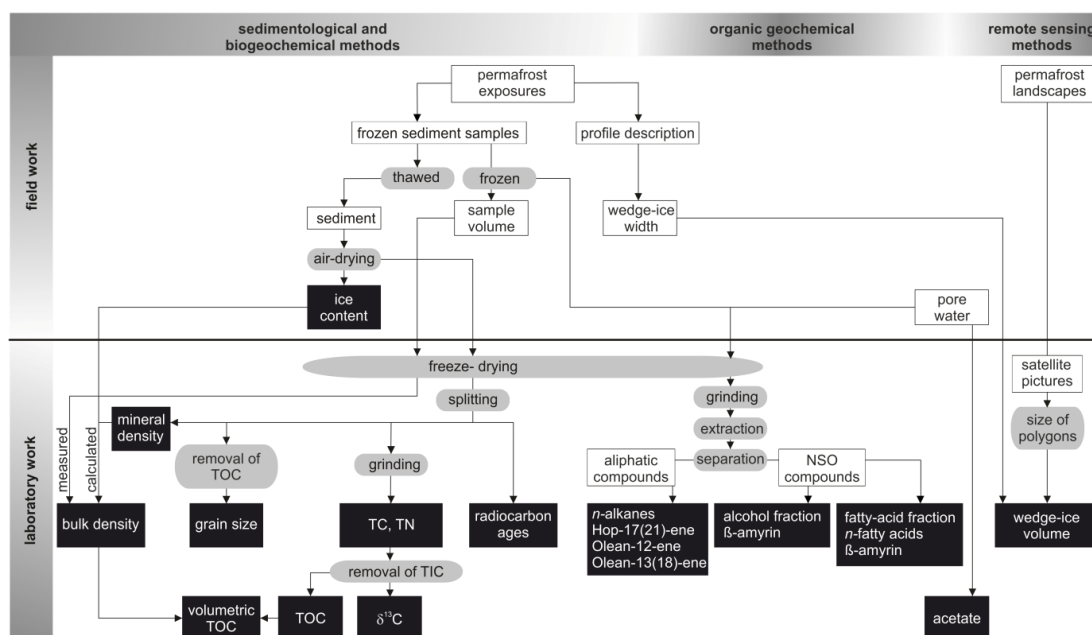 sedimentological and
biogeochemical methods
organic geochemical
methods
remote sensing
methods
field work
permafrost
exposures
permafrost
landscapes
frozen sediment samples
profile description
thawed
frozen
sediment
sample
volume
wedge-ice
width
air-drying
ice
content
pore
water
laboratory work
freeze- drying
satellite
pictures
splitting
grinding
mineral
density
size of
polygons
extraction
measured
calculated
removal of
TOC
grinding
aliphatic
compounds
separation
NSO
compounds
bulk density
grain size
TC, TN
radiocarbon
ages
n-alkanes
Hop-17(21)-ene
Olean-12-ene
Olean-13(18)-ene
alcohol fraction
ß-amyrin
fatty-acid fraction
n-fatty acids
ß-amyrin
wedge-ice
volume
removal of TIC
volumetric
TOC
TOC
δ¹³C
acetate